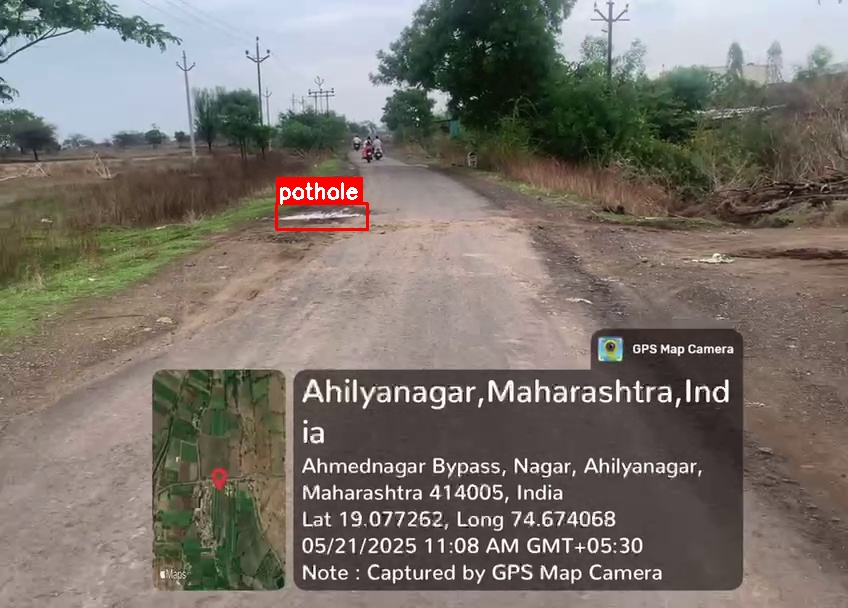 pothole
GPS Map Camera
Ahilyanagar,Maharashtra,Ind
ia
Ahmednagar Bypass, Nagar, Ahilyanagar,
Maharashtra 414005, India
Lat 19.077262, Long 74.674068
05/21/2025 11:08 AM GMT+05:30
Note : Captured by GPS Map Camera
Maps